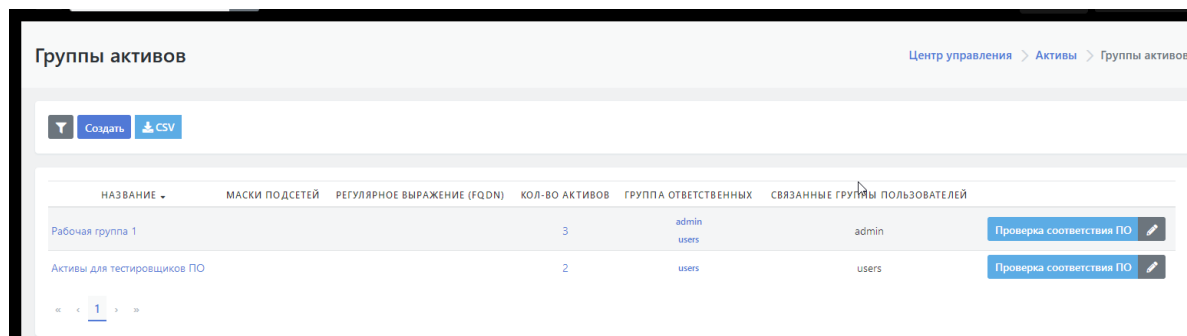 Группы активов
Центр управления > Активы > Группы активов
Создать CSV
НАЗВАНИЕ МАСКИ ПОДСЕТЕЙ РЕГУЛЯРНОЕ ВЫРАЖЕНИЕ (FQDN) КОЛ-ВО АКТИВОВ ГРУППА ОТВЕТСТВЕННЫХ СВЯЗАННЫЕ ГРУППЫ ПОЛЬЗОВАТЕЛЕЙ
Рабочая группа 1 3 admin users admin Проверка соответствия ПО
Активы для тестировщиков ПО 2 users users Проверка соответствия ПО
« ‹ 1 › »